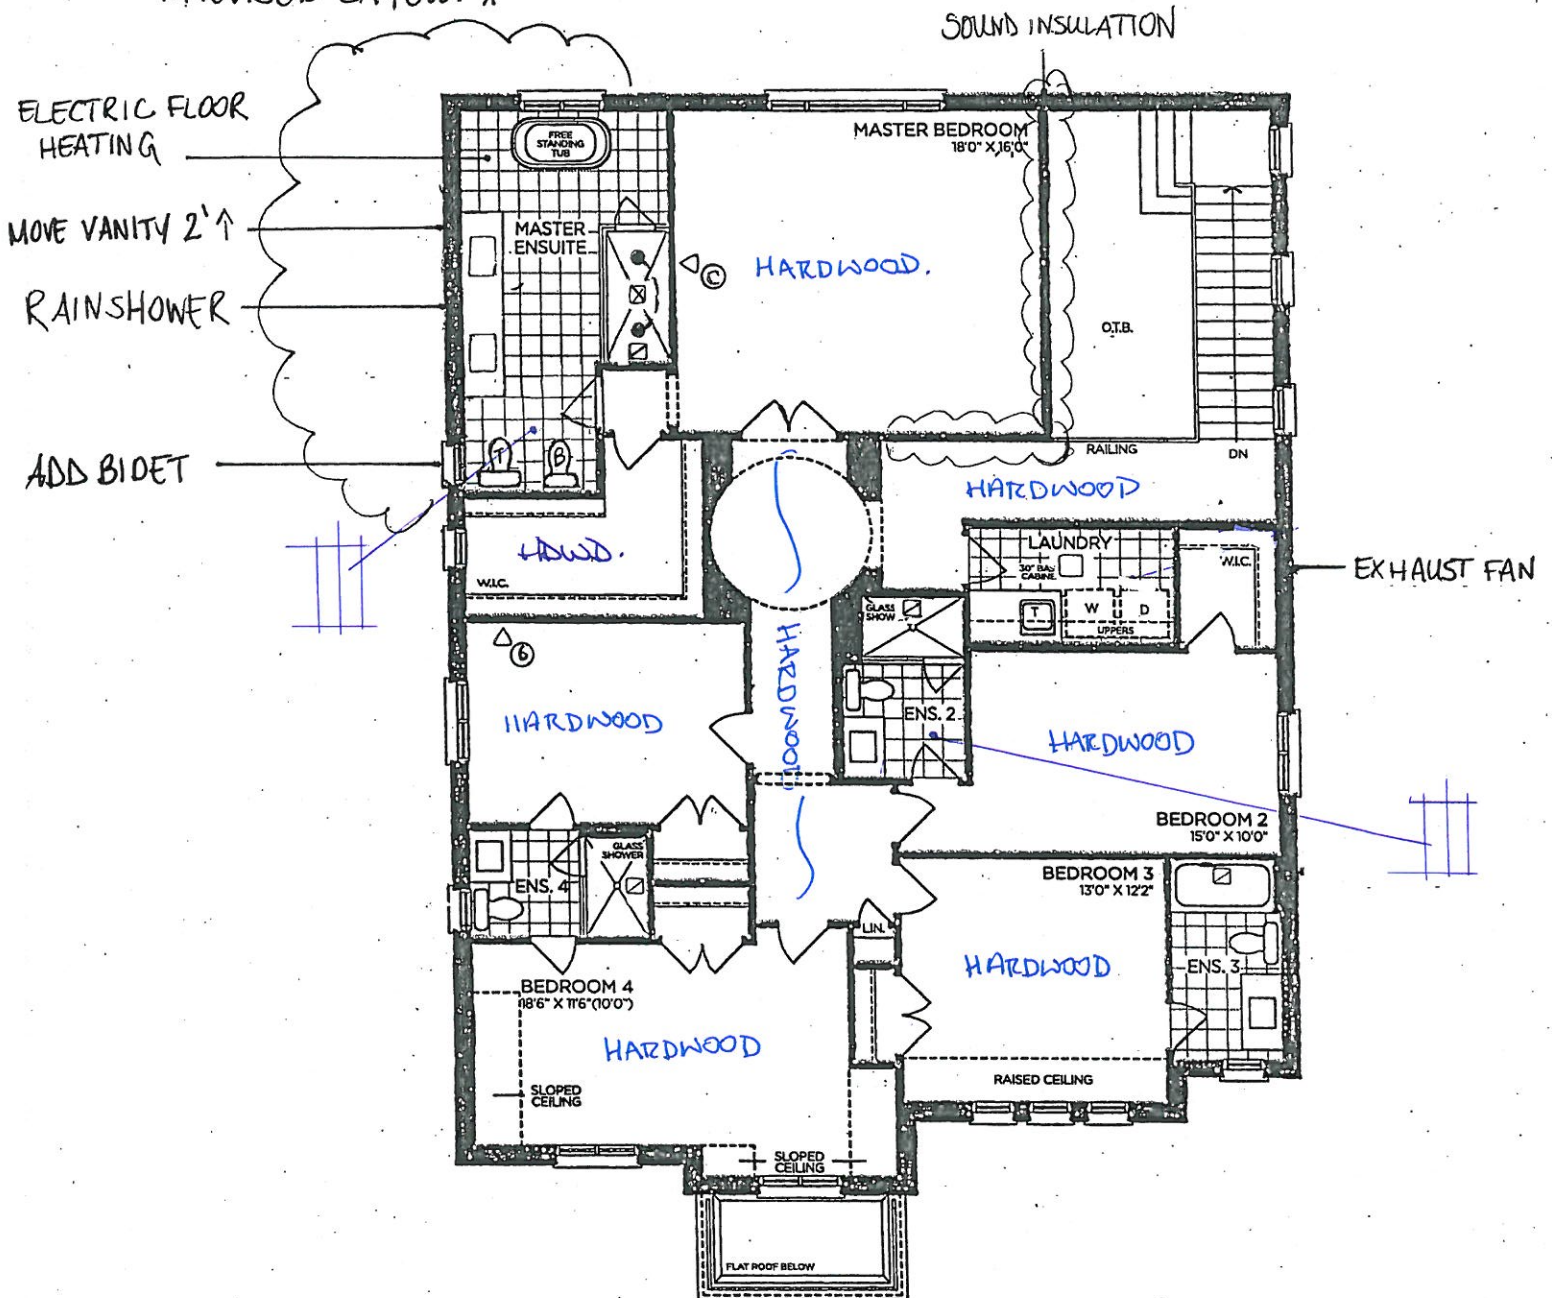 SOUND INSULATION
ELECTRIC FLOOR
HEATING
FREE
STANDING
TUB
MASTER BEDROOM
18'0" X 16'0"
MOVE VANITY 2'↑
MASTER
ENSUITE
HARDWOOD.
C
RAINSHOWER
O.T.B.
ADD BIDET
T
B
RAILING
DN
HARDWOOD
HDWD.
W.I.C.
LAUNDRY
30" BASE
CABINE
W.I.C.
EXHAUST FAN
GLASS
SHOW
T
W
D
UPPERS
6
HARDWOOD
HARDWOOD
ENS. 2
HARDWOOD
BEDROOM 2
15'0" X 10'0"
GLASS
SHOWER
ENS. 4
BEDROOM 3
13'0" X 12'2"
LIN.
HARDWOOD
ENS. 3
BEDROOM 4
18'6" X 11'6"(10'0")
HARDWOOD
RAISED CEILING
SLOPED
CEILING
SLOPED
CEILING
FLAT ROOF BELOW